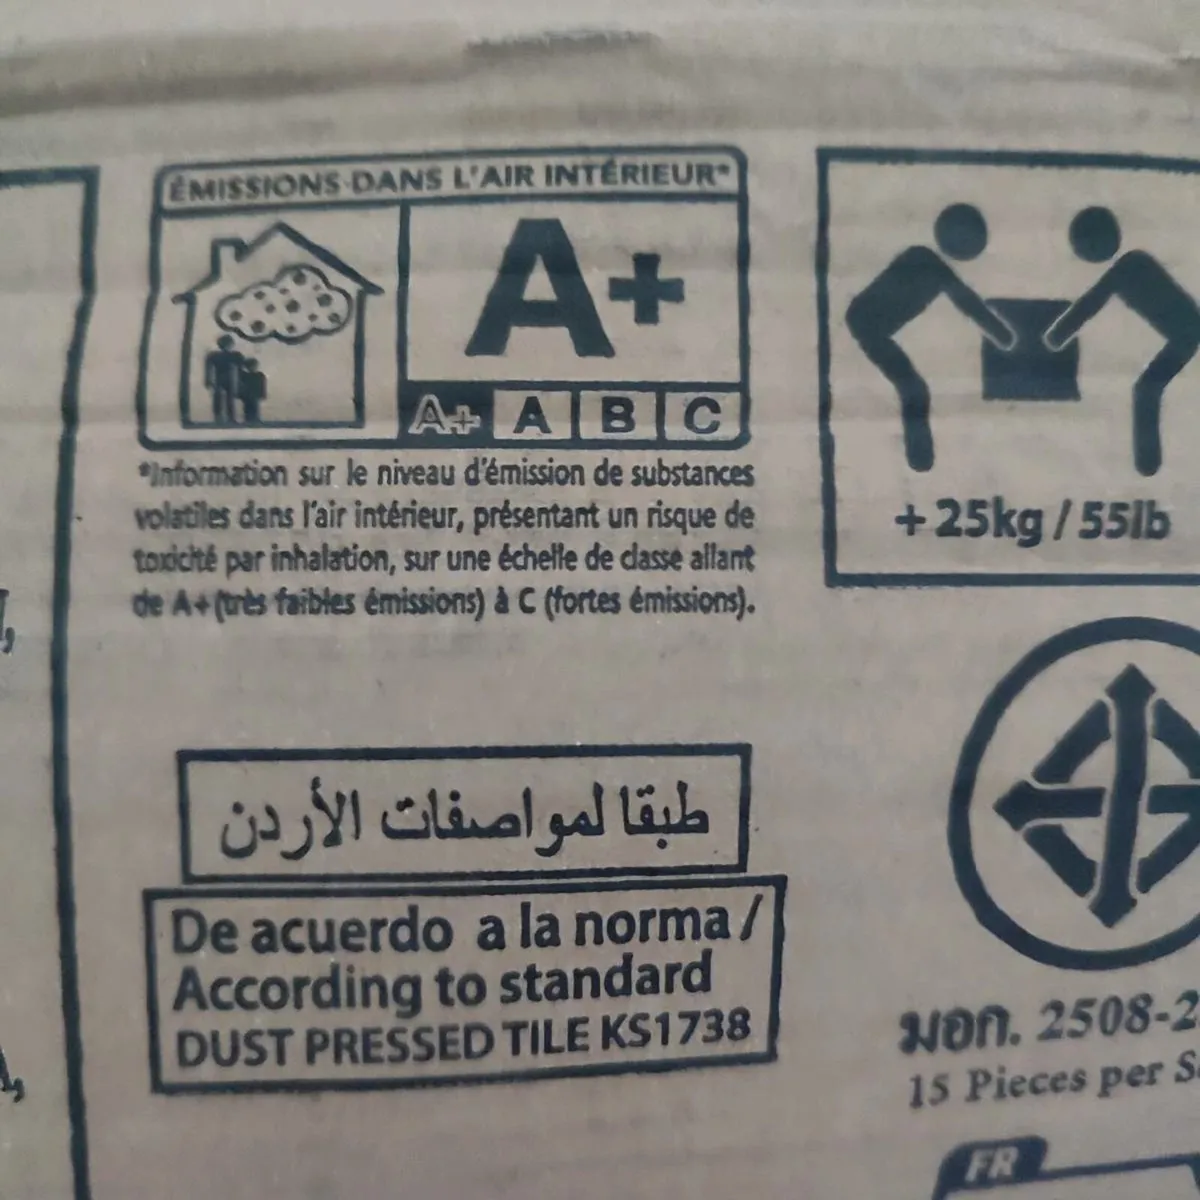 ÉMISSIONS DANS L'AIR INTÉRIEUR*
A+
A+ A B C
*Information sur le niveau d'émission de substances
volatiles dans l'air intérieur, présentant un risque de
toxicité par inhalation, sur une échelle de classe allant
de A+ (très faibles émissions) à C (fortes émissions).
+25kg / 55lb
طبقا لمواصفات الأردن
De acuerdo a la norma /
According to standard
DUST PRESSED TILE KS1738
มอก. 2508-2
15 Pieces per
FR